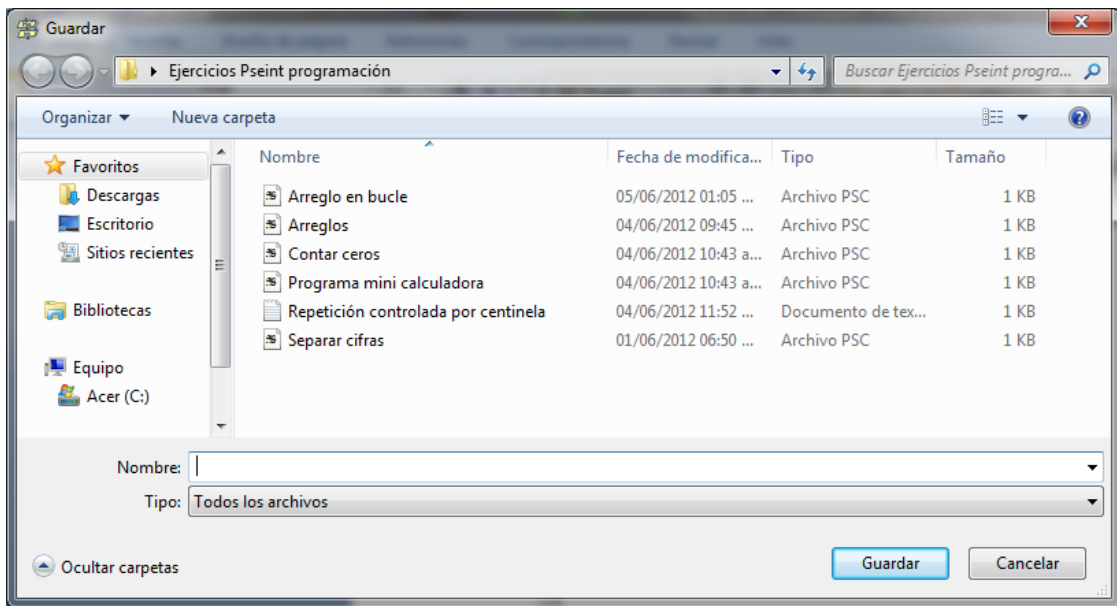 Guardar
Ejercicios Pseint programación
Buscar Ejercicios Pseint progra...
Organizar
Nueva carpeta
Favoritos
Descargas
Escritorio
Sitios recientes
Bibliotecas
Equipo
Acer (C:)
Nombre Fecha de modifica... Tipo Tamaño
Arreglo en bucle 05/06/2012 01:05 ... Archivo PSC 1 KB
Arreglos 04/06/2012 09:45 ... Archivo PSC 1 KB
Contar ceros 04/06/2012 10:43 a... Archivo PSC 1 KB
Programa mini calculadora 04/06/2012 10:43 a... Archivo PSC 1 KB
Repetición controlada por centinela 04/06/2012 11:52 ... Documento de tex... 1 KB
Separar cifras 01/06/2012 06:50 ... Archivo PSC 1 KB
Nombre:
Tipo: Todos los archivos
Ocultar carpetas
Guardar
Cancelar